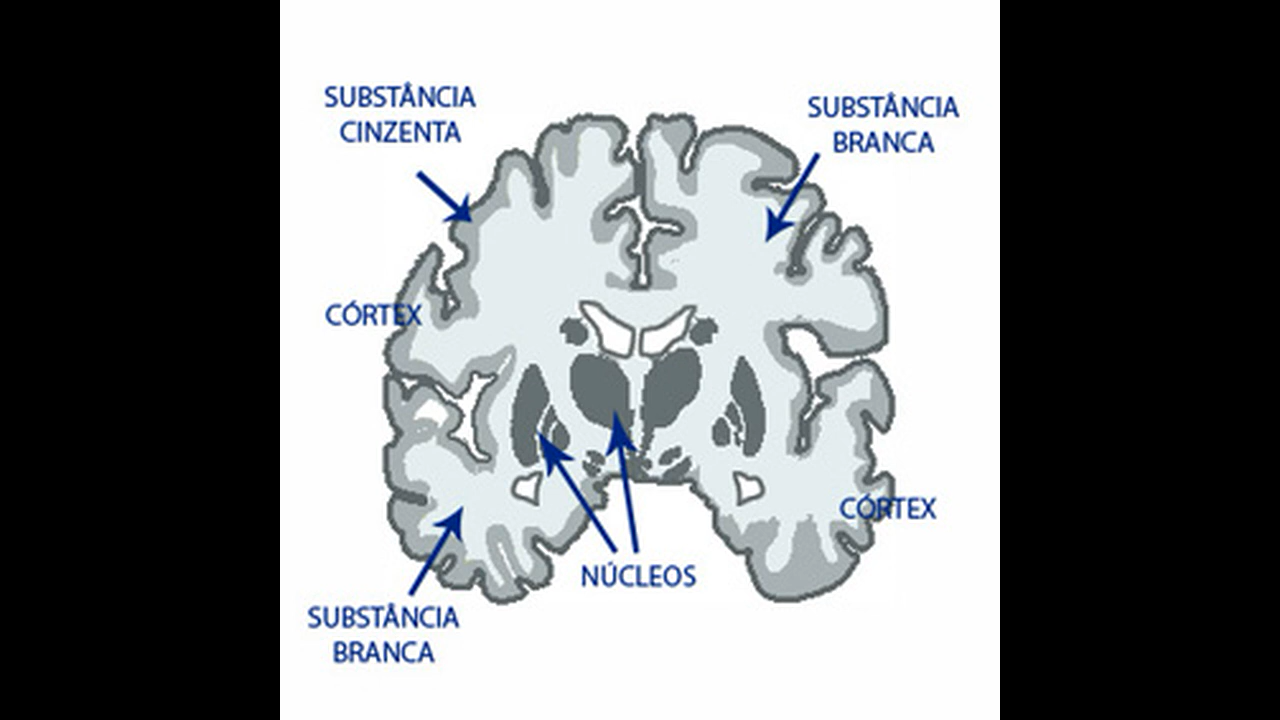 SUBSTÂNCIA
CINZENTA
SUBSTÂNCIA
BRANCA
CÓRTEX
CÓRTEX
NÚCLEOS
SUBSTÂNCIA
BRANCA